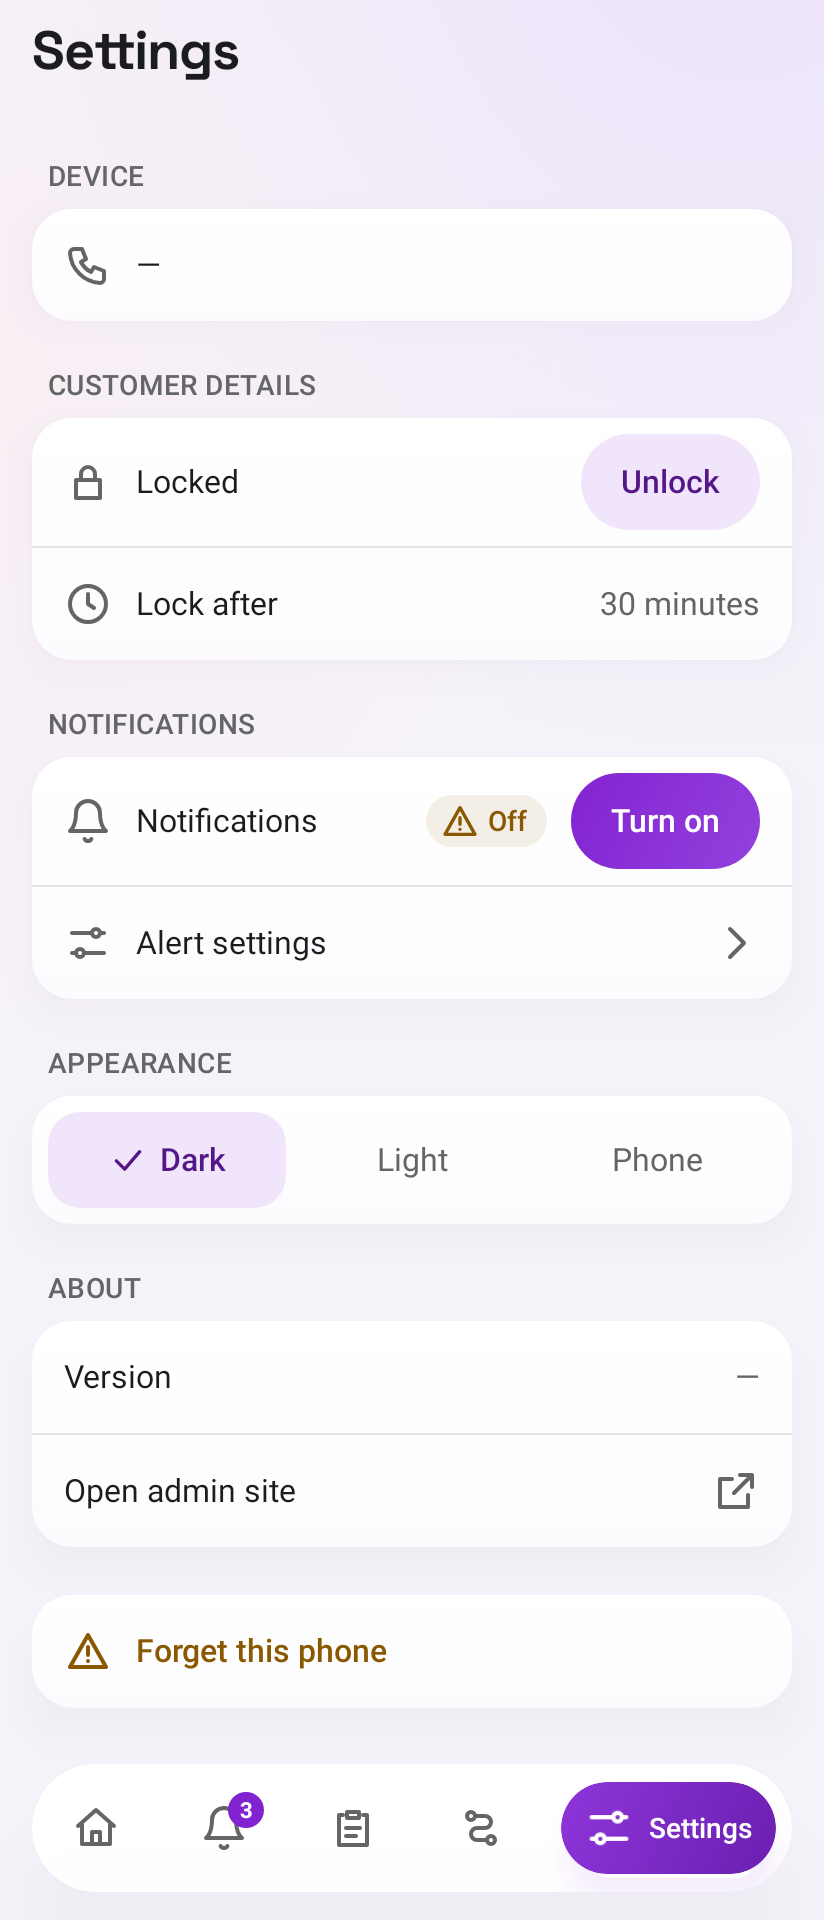 Settings
DEVICE
–
CUSTOMER DETAILS
Locked
Unlock
Lock after
30 minutes
NOTIFICATIONS
Notifications
Off
Turn on
Alert settings
APPEARANCE
Dark
Light
Phone
ABOUT
Version
–
Open admin site
Forget this phone
3
Settings